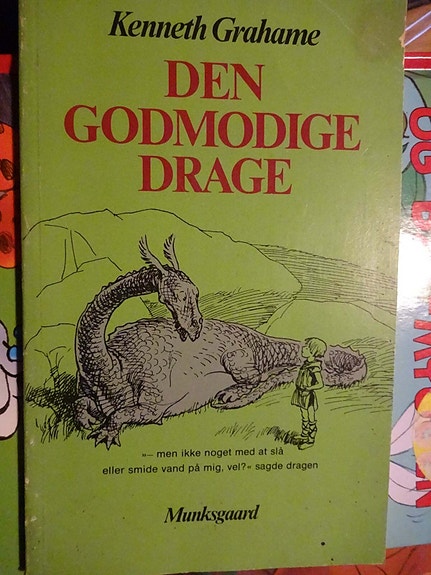 Kenneth Grahame
DEN
GODMODIGE
DRAGE
»— men ikke noget med at slå
eller smide vand på mig, vel?« sagde dragen
Munksgaard
OG